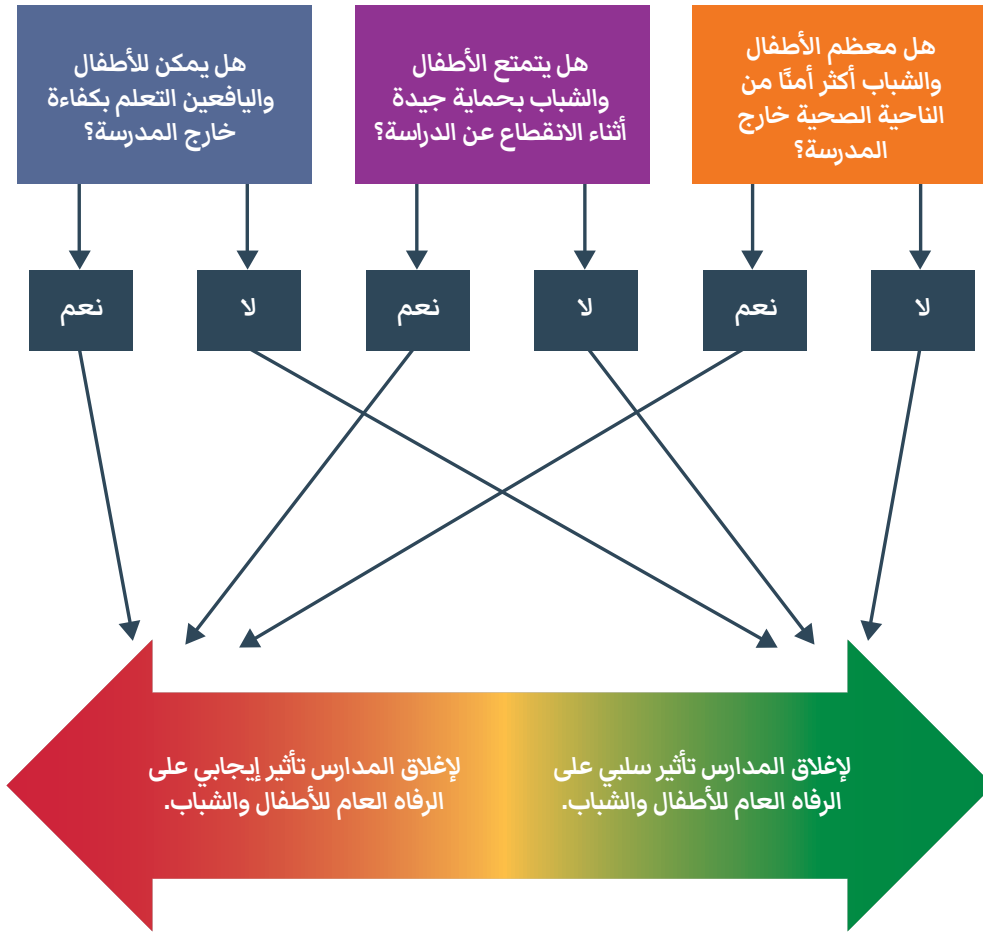 هل معظم الأطفال
والشباب أكثر أمنًا من
الناحية الصحية خارج
المدرسة؟
هل يتمتع الأطفال
والشباب بحماية جيدة
أثناء الانقطاع عن الدراسة؟
هل يمكن للأطفال
واليافعين التعلم بكفاءة
خارج المدرسة؟
لا
نعم
لا
نعم
لا
نعم
لإغلاق المدارس تأثير سلبي على
الرفاه العام للأطفال والشباب.
لإغلاق المدارس تأثير إيجابي على
الرفاه العام للأطفال والشباب.